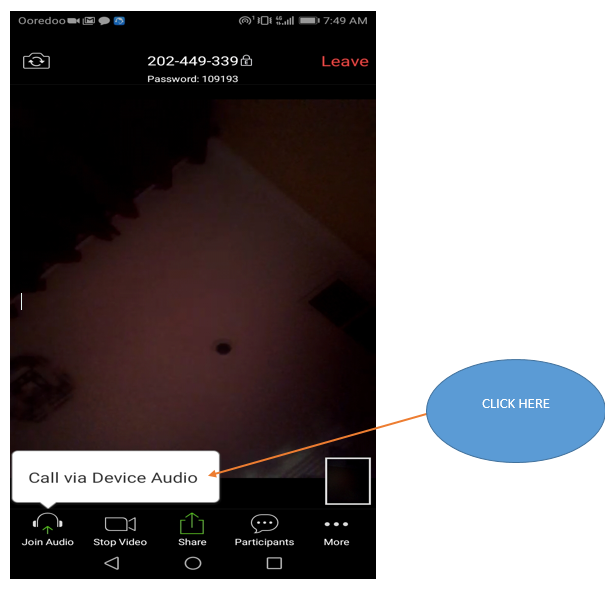 Ooredoo 7:49 AM
202-449-339 Leave
Password: 109193
CLICK HERE
Call via Device Audio
Join Audio Stop Video Share Participants More